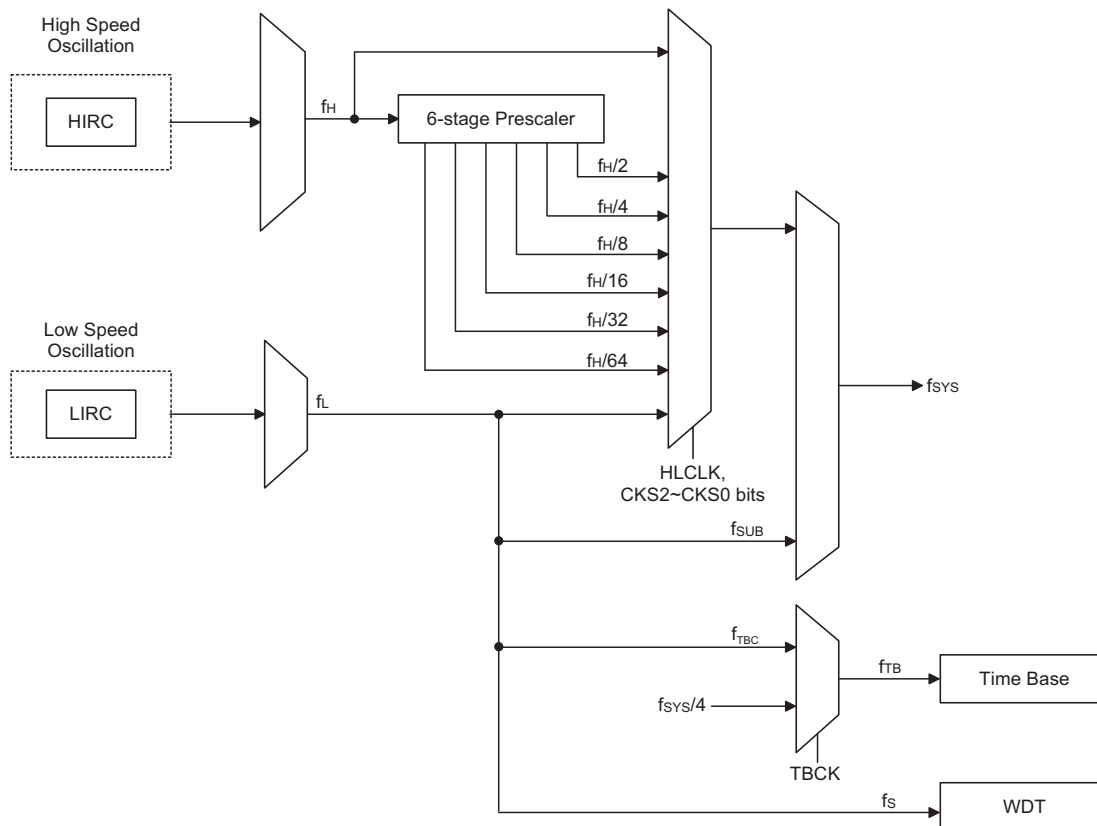 High Speed
Oscillation
HIRC
fH
6-stage Prescaler
fH/2
fH/4
fH/8
fH/16
fH/32
fH/64
Low Speed
Oscillation
LIRC
fL
HLCLK,
CKS2~CKS0 bits
fSYS
fSUB
fTBC
fSYS/4
TBCK
fTB
Time Base
fS
WDT